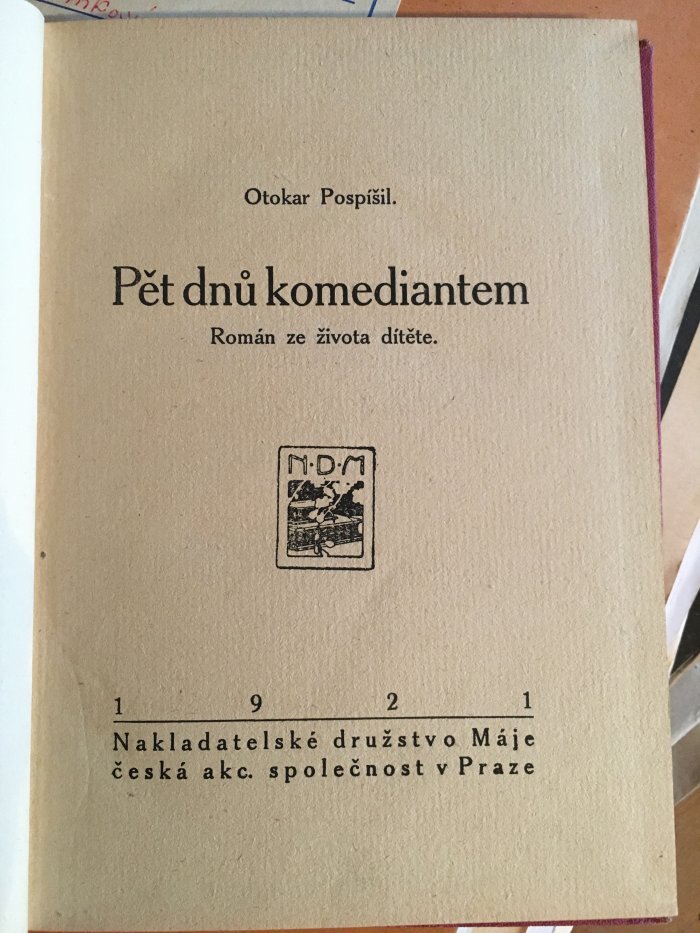 Otokar Pospíšil.
Pět dnů komediantem
Román ze života dítěte.
N·D·M
1 9 2 1
Nakladatelské družstvo Máje
česká akc. společnost v Praze